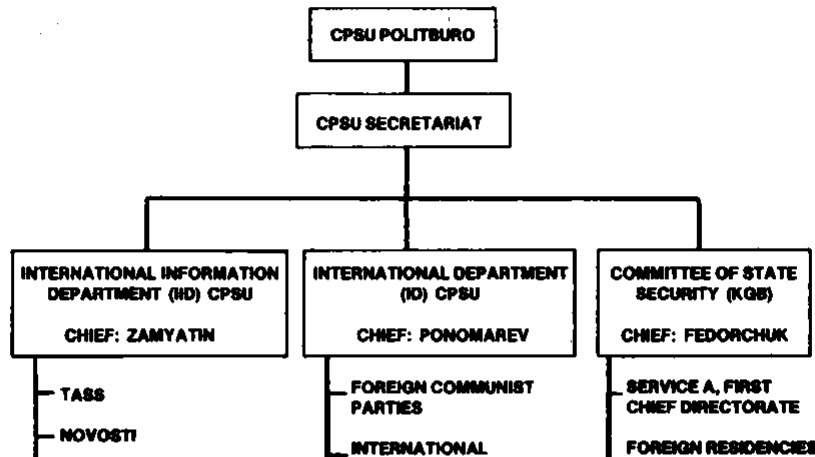 CPSU POLITBURO
CPSU SECRETARIAT
INTERNATIONAL INFORMATION
DEPARTMENT (IID) CPSU
CHIEF: ZAMYATIN
INTERNATIONAL DEPARTMENT
(ID) CPSU
CHIEF: PONOMAREV
COMMITTEE OF STATE
SECURITY (KGB)
CHIEF: FEDORCHUK
TASS
NOVOSTI
FOREIGN COMMUNIST
PARTIES
INTERNATIONAL
SERVICE A, FIRST
CHIEF DIRECTORATE
FOREIGN RESIDENCIES